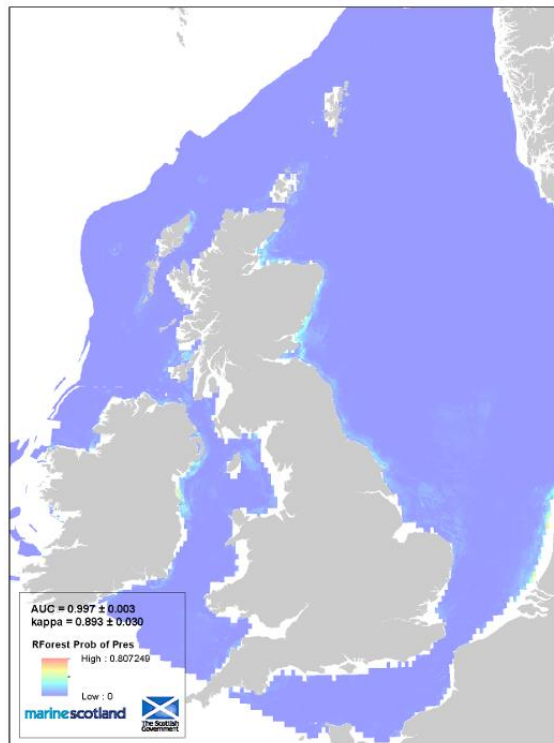 AUC = 0.997 ± 0.003
kappa = 0.893 ± 0.030
RForest Prob of Pres
High : 0.807249
Low : 0
marinescotland
The Scottish
Government